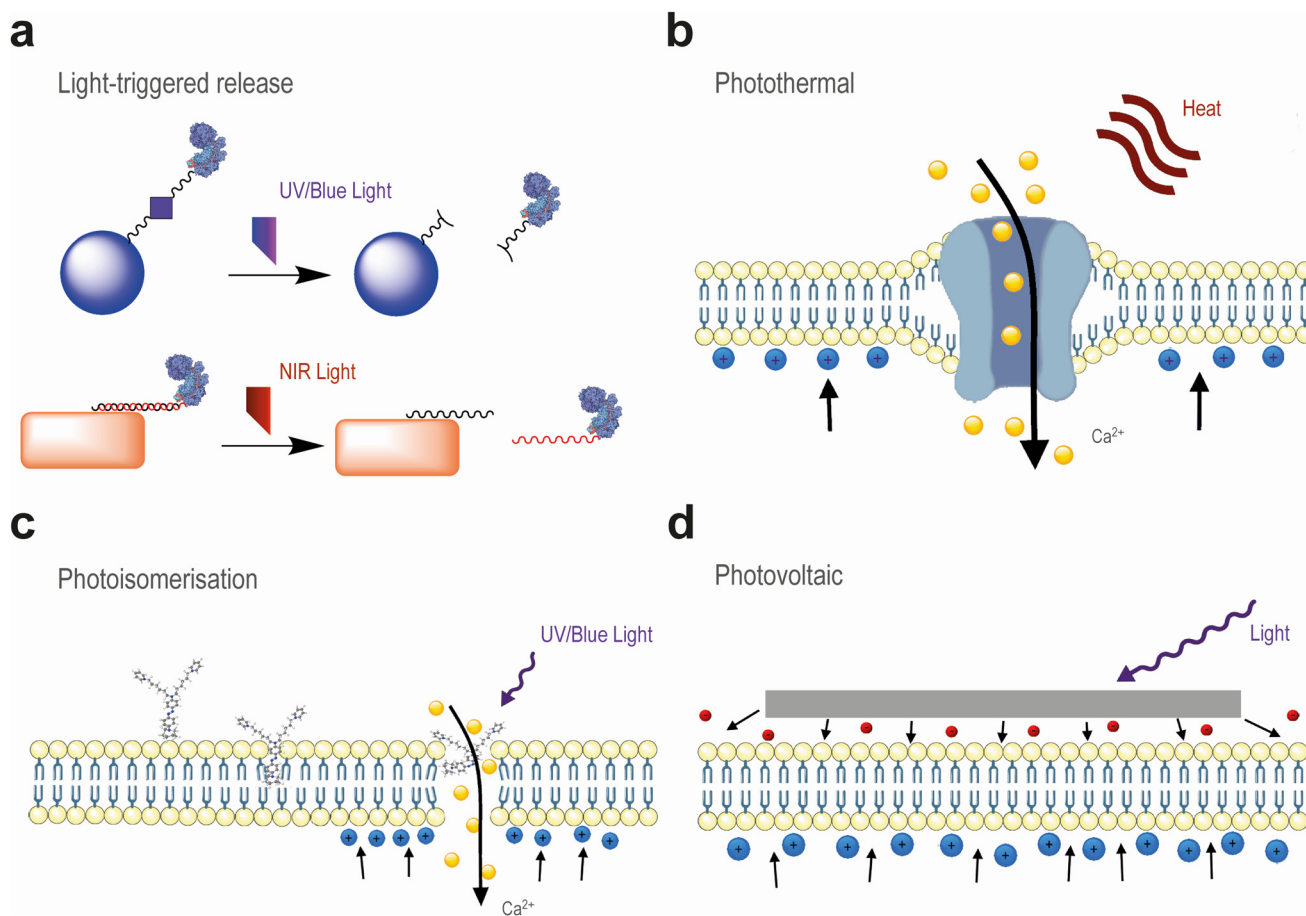 a
Light-triggered release
UV/Blue Light
NIR Light
b
Photothermal
Heat
+ + + + + + +
Ca²⁺
c
Photoisomerisation
UV/Blue Light
+ + + + + + + +
Ca²⁺
d
Photovoltaic
Light
- - - - - - - -
+ + + + + + + + + + +